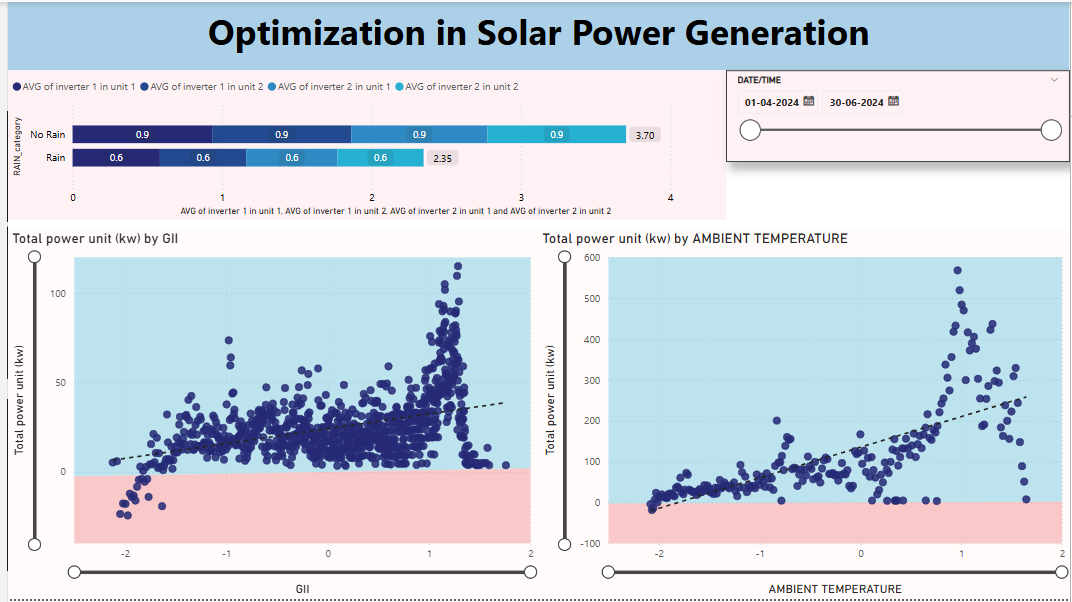 Optimization in Solar Power Generation
AVG of inverter 1 in unit 1 AVG of inverter 1 in unit 2 AVG of inverter 2 in unit 1 AVG of inverter 2 in unit 2
RAIN_category
No Rain 0.9 0.9 0.9 0.9 3.70
Rain 0.6 0.6 0.6 0.6 2.35
0 1 2 3 4
AVG of inverter 1 in unit 1, AVG of inverter 1 in unit 2, AVG of inverter 2 in unit 1 and AVG of inverter 2 in unit 2
DATE/TIME
01-04-2024 30-06-2024
Total power unit (kw) by GII
Total power unit (kw)
100
50
0
-2 -1 0 1 2
GII
Total power unit (kw) by AMBIENT TEMPERATURE
Total power unit (kw)
600
500
400
300
200
100
0
-100
-2 -1 0 1 2
AMBIENT TEMPERATURE